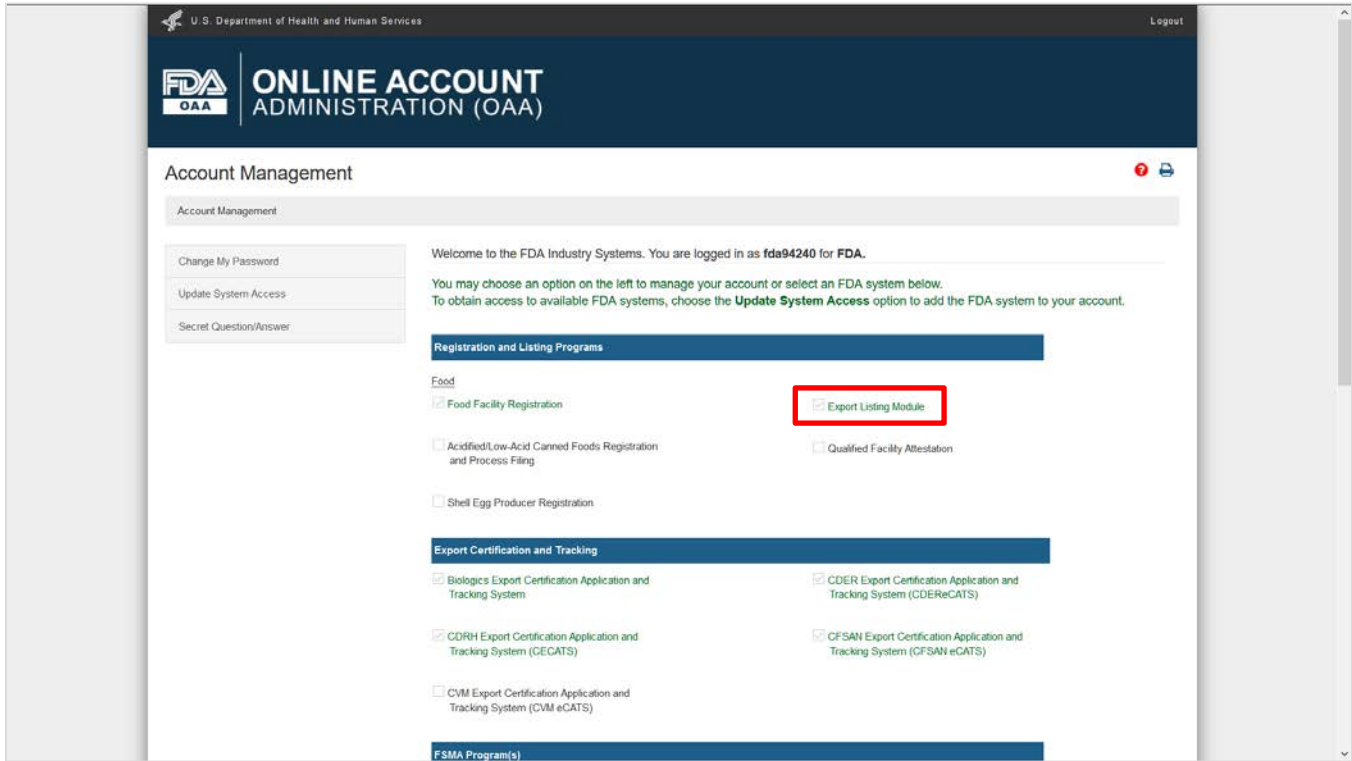 U.S. Department of Health and Human Services
Logout
FDA
OAA
ONLINE ACCOUNT
ADMINISTRATION (OAA)
Account Management
?
Account Management
Change My Password
Update System Access
Secret Question/Answer
Welcome to the FDA Industry Systems. You are logged in as fda94240 for FDA.
You may choose an option on the left to manage your account or select an FDA system below.
To obtain access to available FDA systems, choose the Update System Access option to add the FDA system to your account.
Registration and Listing Programs
Food
Food Facility Registration
Export Listing Module
Acidified/Low-Acid Canned Foods Registration
and Process Filing
Qualified Facility Attestation
Shell Egg Producer Registration
Export Certification and Tracking
Biologics Export Certification Application and
Tracking System
CDER Export Certification Application and
Tracking System (CDEReCATS)
CDRH Export Certification Application and
Tracking System (CECATS)
CFSAN Export Certification Application and
Tracking System (CFSAN eCATS)
CVM Export Certification Application and
Tracking System (CVM eCATS)
FSMA Program(s)